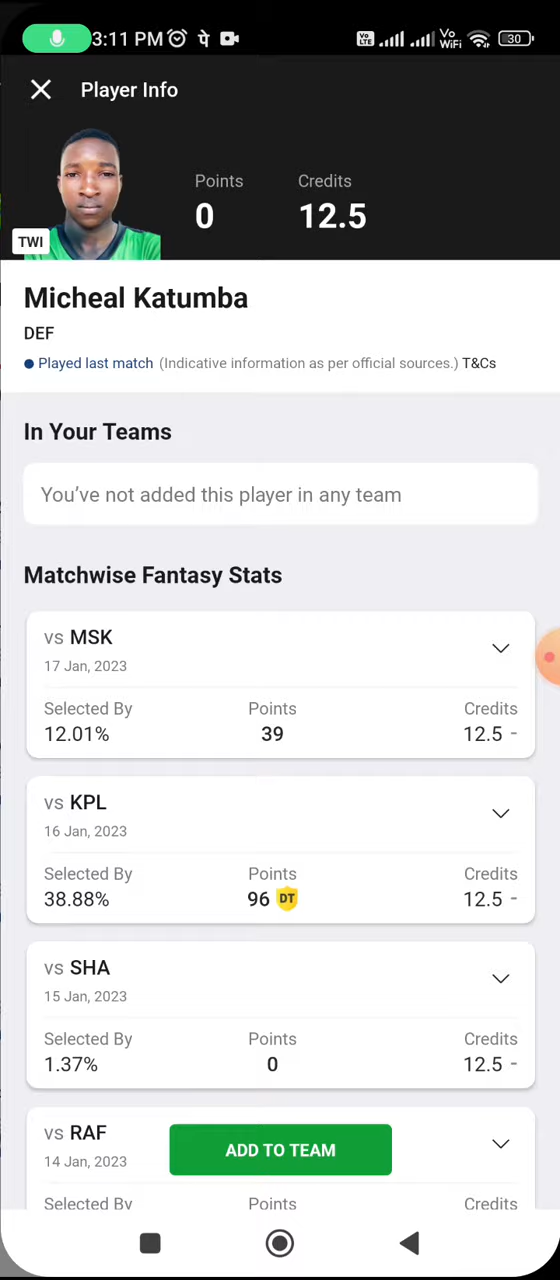 3:11 PM Vo LTE Vo WiFi 30
Player Info
Points Credits
0 12.5
TWI
Micheal Katumba
DEF
Played last match (Indicative information as per official sources.) T&Cs
In Your Teams
You've not added this player in any team
Matchwise Fantasy Stats
vs MSK
17 Jan, 2023
Selected By Points Credits
12.01% 39 12.5 -
vs KPL
16 Jan, 2023
Selected By Points Credits
38.88% 96 DT 12.5 -
vs SHA
15 Jan, 2023
Selected By Points Credits
1.37% 0 12.5 -
vs RAF
14 Jan, 2023
ADD TO TEAM
Selected By Points Credits